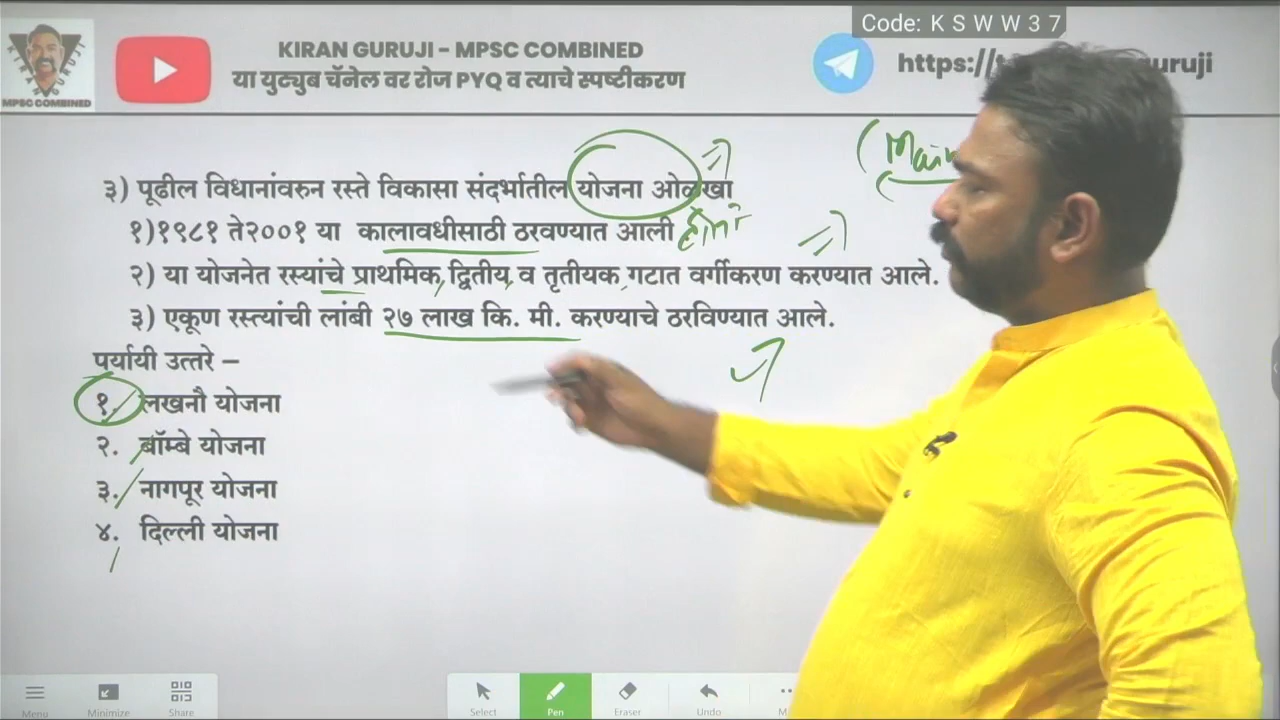 Code: K S W W 3 7
KIRAN GURUJI - MPSC COMBINED
या युट्युब चॅनेल वर रोज PYQ व त्याचे स्पष्टीकरण
https://t
guruji
KIRAN GURUJI
MPSC COMBINED
(Main
३) पूढील विधानांवरुन रस्ते विकासा संदर्भातील योजना ओळखा
१)१९८१ ते२००१ या कालावधीसाठी ठरवण्यात आली
२) या योजनेत रस्यांचे प्राथमिक, द्वितीय व तृतीयक गटात वर्गीकरण करण्यात आले.
३) एकूण रस्त्यांची लांबी २७ लाख कि. मी. करण्याचे ठरविण्यात आले.
पर्यायी उत्तरे –
१. लखनौ योजना
२. बॉम्बे योजना
३. नागपूर योजना
४. दिल्ली योजना
Menu Minimize Share Select Pen Eraser Undo